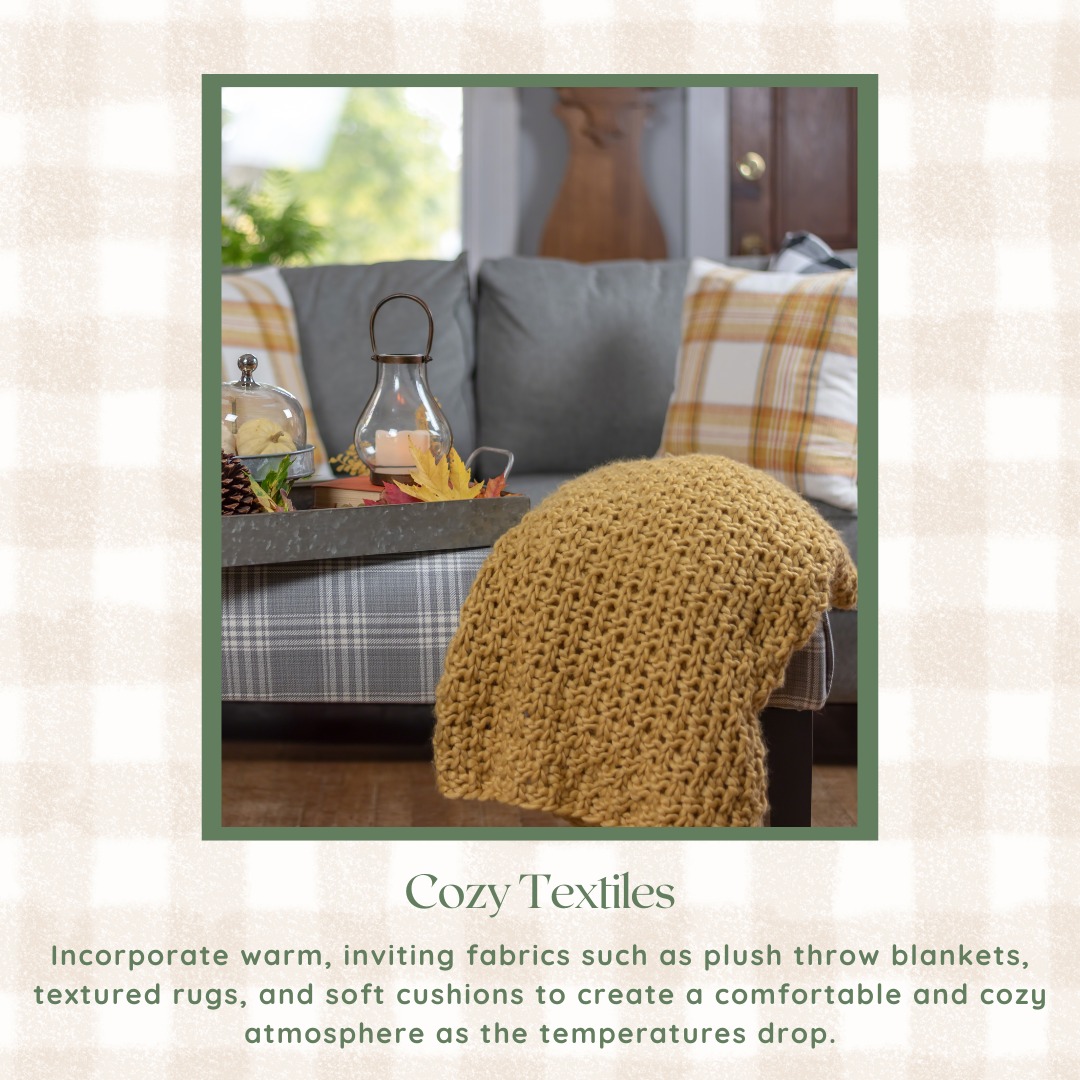 Cozy Textiles
Incorporate warm, inviting fabrics such as plush throw blankets,
textured rugs, and soft cushions to create a comfortable and cozy
atmosphere as the temperatures drop.